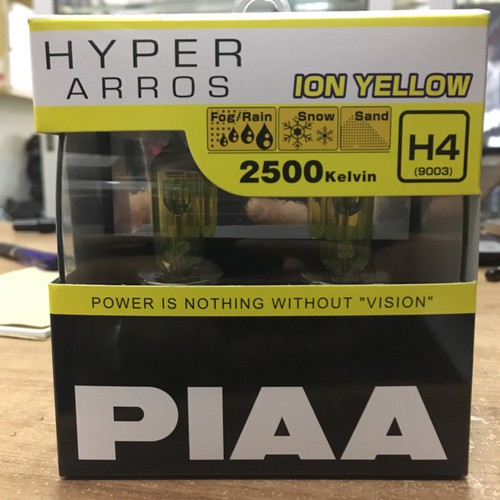 HYPER
ARROS
ION YELLOW
Fog/Rain Snow Sand
2500Kelvin
H4
(9003)
POWER IS NOTHING WITHOUT "VISION"
PIAA